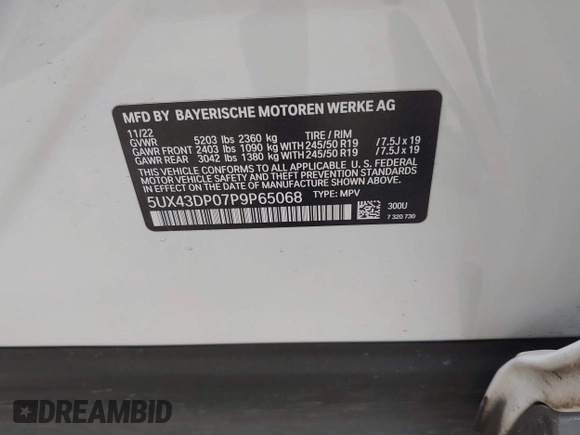 MFD BY BAYERISCHE MOTOREN WERKE AG
11/22
GVWR 5203 lbs 2360 kg TIRE / RIM
GAWR FRONT 2403 lbs 1090 kg WITH 245/50 R19 / 7.5J x 19
GAWR REAR 3042 lbs 1380 kg WITH 245/50 R19 / 7.5J x 19
THIS VEHICLE CONFORMS TO ALL APPLICABLE U. S. FEDERAL
MOTOR VEHICLE SAFETY AND THEFT PREVENTION STANDARDS
IN EFFECT ON THE DATE OF MANUFACTURE SHOWN ABOVE.
5UX43DP07P9P65068 TYPE: MPV
300U
7 320 730
DREAMBID